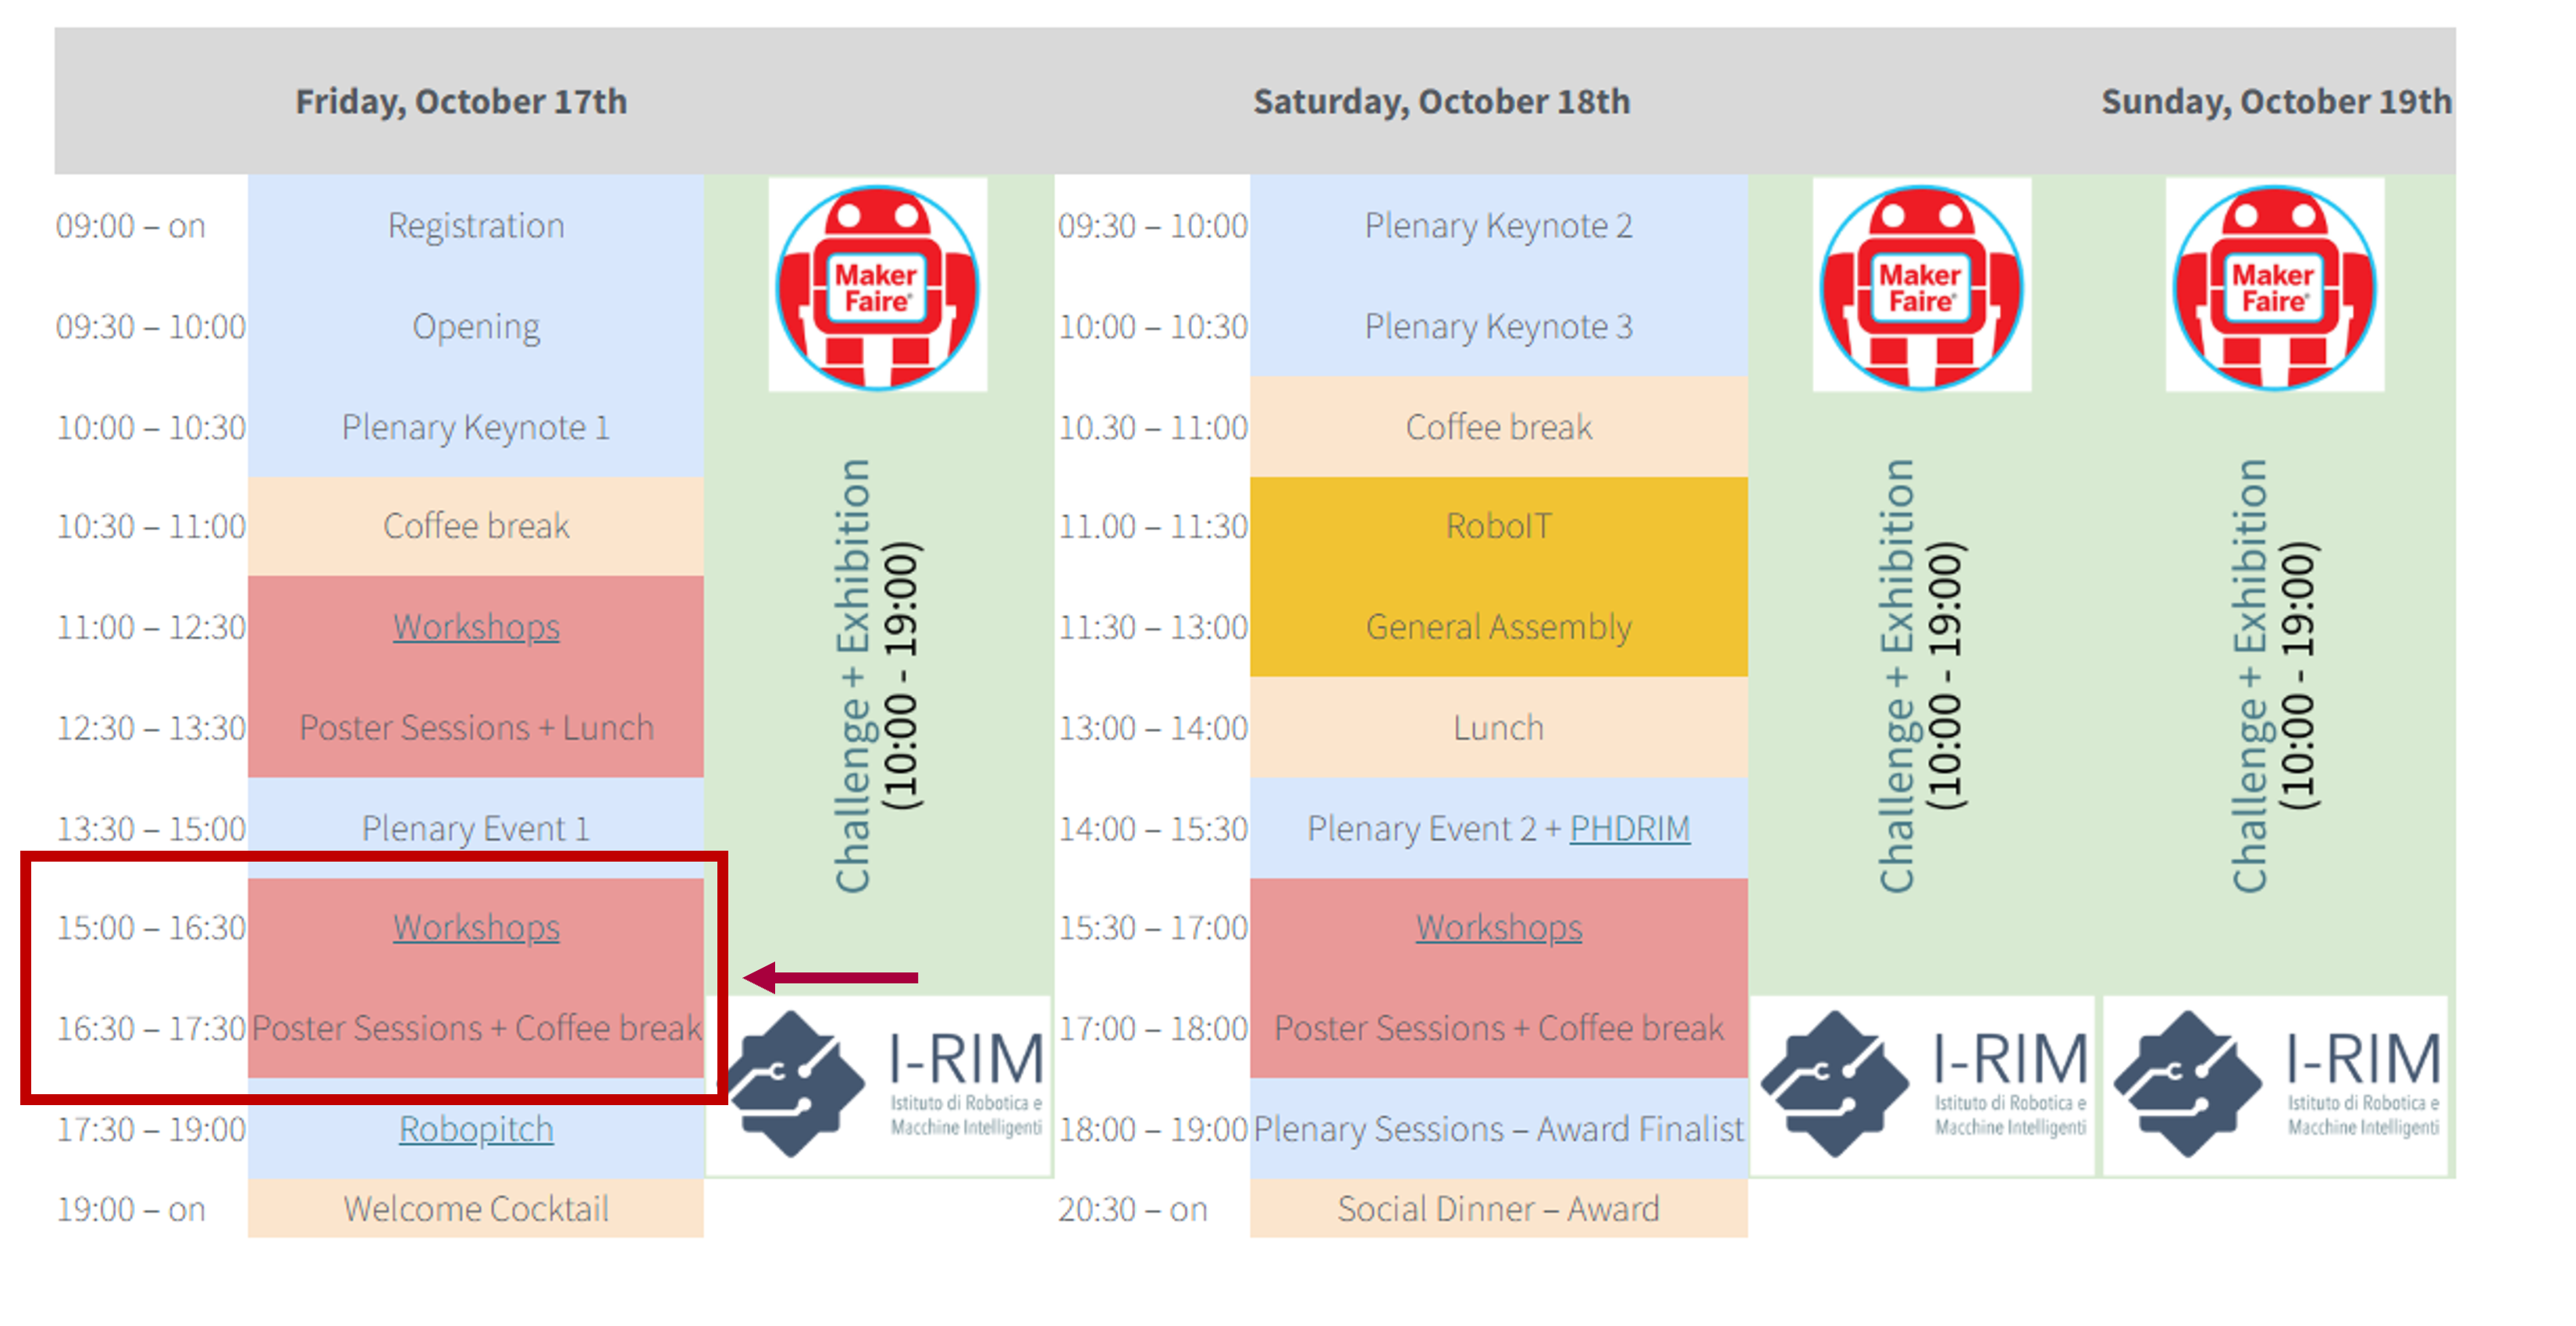 Friday, October 17th
Saturday, October 18th
Sunday, October 19th
09:00 – on
Registration
09:30 – 10:00
Opening
10:00 – 10:30
Plenary Keynote 1
10:30 – 11:00
Coffee break
11:00 – 12:30
Workshops
12:30 – 13:30
Poster Sessions + Lunch
13:30 – 15:00
Plenary Event 1
15:00 – 16:30
Workshops
16:30 – 17:30
Poster Sessions + Coffee break
17:30 – 19:00
Robopitch
19:00 – on
Welcome Cocktail
Maker
Faire®
Challenge + Exhibition
(10:00 - 19:00)
I-RIM
Istituto di Robotica e
Macchine Intelligenti
09:30 – 10:00
Plenary Keynote 2
10:00 – 10:30
Plenary Keynote 3
10.30 – 11:00
Coffee break
11.00 – 11:30
RoboIT
11:30 – 13:00
General Assembly
13:00 – 14:00
Lunch
14:00 – 15:30
Plenary Event 2 + PHDRIM
15:30 – 17:00
Workshops
17:00 – 18:00
Poster Sessions + Coffee break
18:00 – 19:00
Plenary Sessions – Award Finalist
20:30 – on
Social Dinner – Award
Maker
Faire®
Challenge + Exhibition
(10:00 - 19:00)
I-RIM
Istituto di Robotica e
Macchine Intelligenti
Maker
Faire®
Challenge + Exhibition
(10:00 - 19:00)
I-RIM
Istituto di Robotica e
Macchine Intelligenti